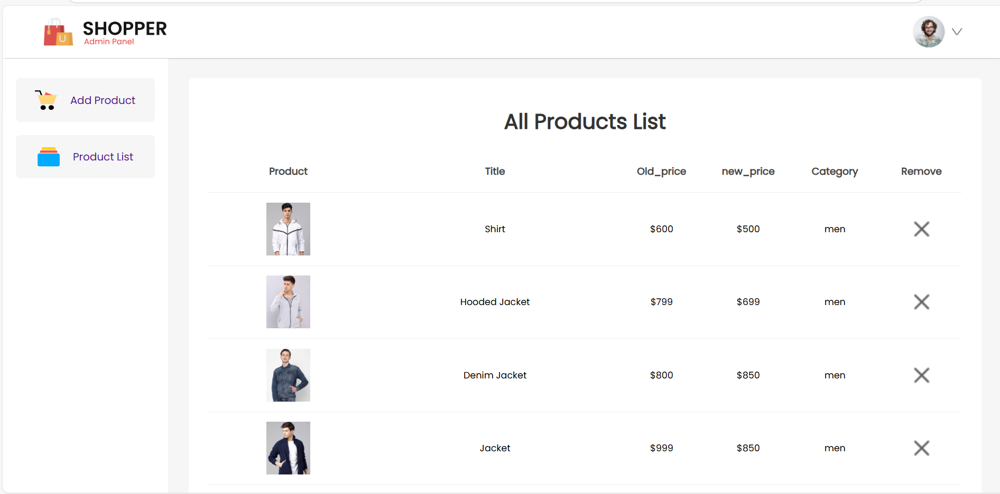 SHOPPER
Admin Panel
Add Product
Product List
All Products List
Product Title Old_price new_price Category Remove
Shirt $600 $500 men
Hooded Jacket $799 $699 men
Denim Jacket $800 $850 men
Jacket $999 $850 men
U